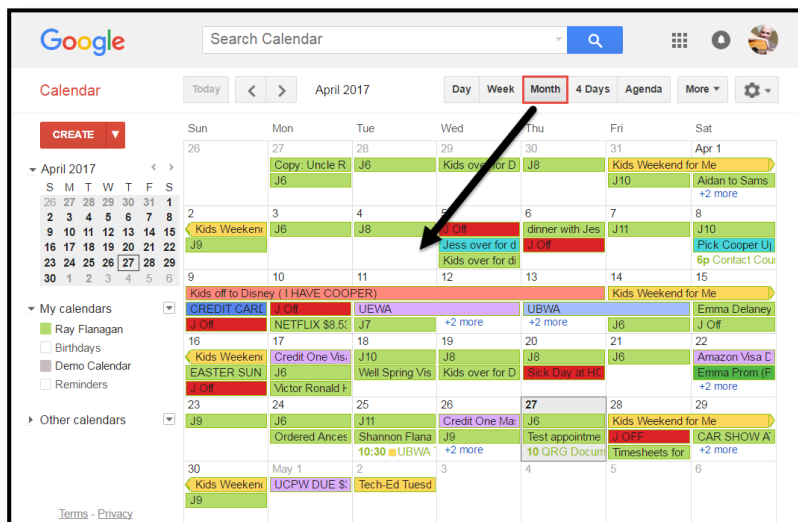 Google
Search Calendar
Calendar
Today
April 2017
Day Week Month 4 Days Agenda More
CREATE
April 2017
S M T W T F S
26 27 28 29 30 31 1
2 3 4 5 6 7 8
9 10 11 12 13 14 15
16 17 18 19 20 21 22
23 24 25 26 27 28 29
30 1 2 3 4 5 6
My calendars
Ray Flanagan
Birthdays
Demo Calendar
Reminders
Other calendars
Terms - Privacy
Sun Mon Tue Wed Thu Fri Sat
26 27 28 29 30 31 Apr 1
Copy: Uncle R J6 Kids over for D J8 Kids Weekend for Me
J6 J10 Aidan to Sams
+2 more
2 3 4 5 6 7 8
Kids Weekend J6 J8 J Off dinner with Jes J11 J10
J9 Jess over for d J Off Pick Cooper Up
Kids over for di 6p Contact Cou
9 10 11 12 13 14 15
Kids off to Disney ( I HAVE COOPER) Kids Weekend for Me
CREDIT CARD J Off UEWA UBWA Emma Delaney
J Off NETFLIX $8.53 J7 +2 more +2 more J6 J Off
16 17 18 19 20 21 22
Kids Weekend Credit One Visa J10 J8 J8 J6 Amazon Visa D
EASTER SUN J6 Well Spring Vis Kids over for D Sick Day at HC Emma Prom (F
J Off Victor Ronald H +2 more
23 24 25 26 27 28 29
J9 J6 J11 Credit One Mas J6 Kids Weekend for Me
Ordered Ances Shannon Flana J9 Test appointme J OFF CAR SHOW AT
10:30 UBWA +2 more 10 QRG Docum Timesheets for +2 more
30 May 1 2 3 4 5 6
Kids Weekend UCPW DUE $ Tech-Ed Tuesd
J9